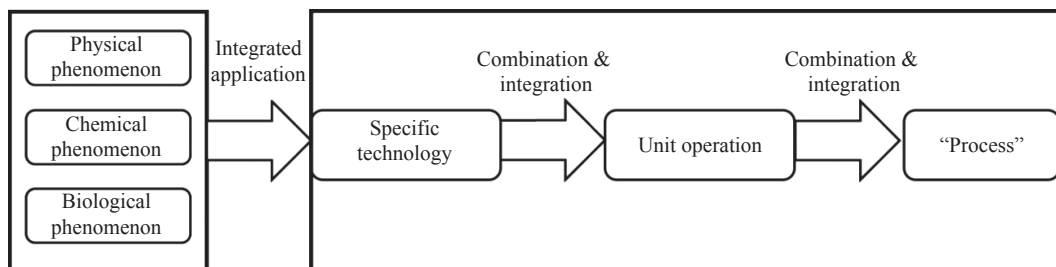 Physical
phenomenon
Chemical
phenomenon
Biological
phenomenon
Integrated
application
Specific
technology
Combination &
integration
Unit operation
Combination &
integration
“Process”